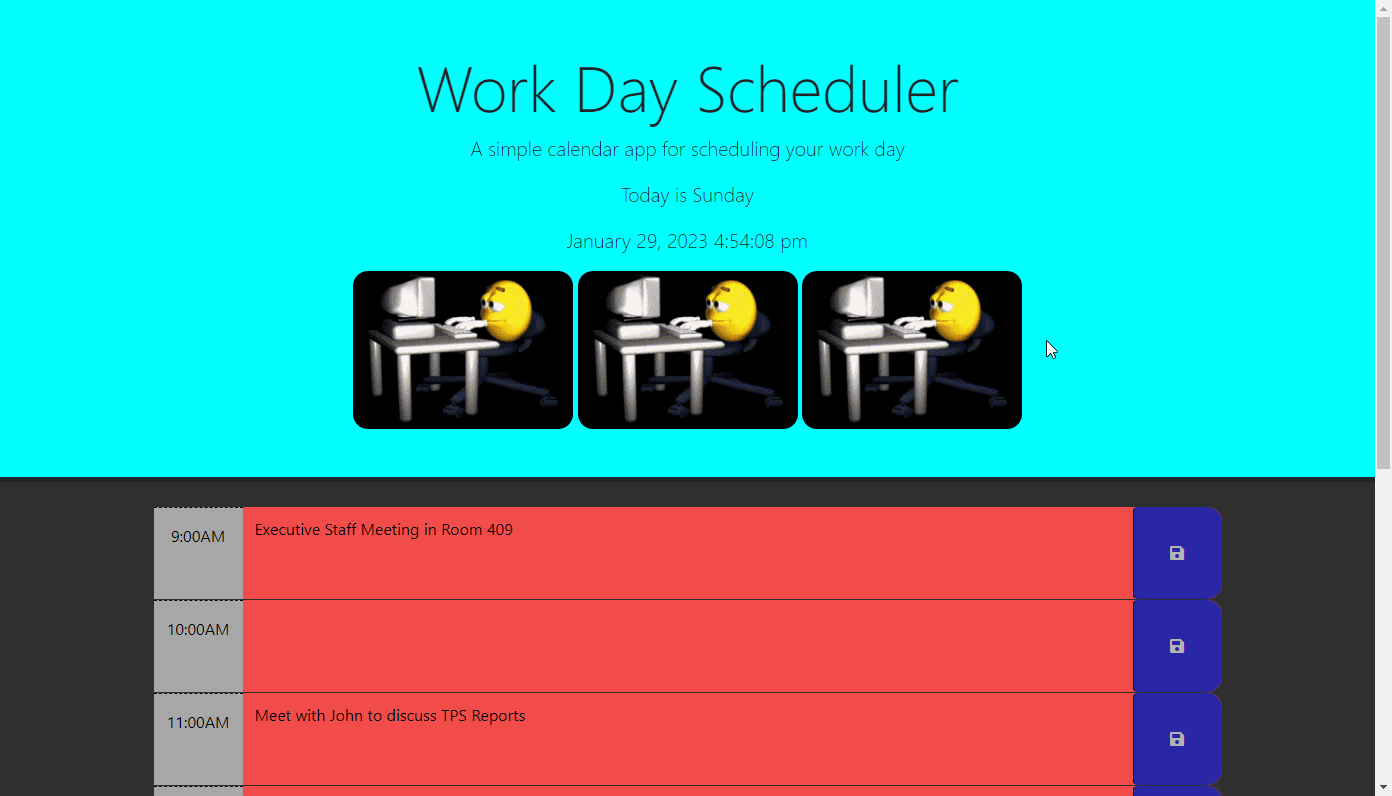 Work Day Scheduler
A simple calendar app for scheduling your work day
Today is Sunday
January 29, 2023 4:54:08 pm
9:00AM
Executive Staff Meeting in Room 409
10:00AM
11:00AM
Meet with John to discuss TPS Reports